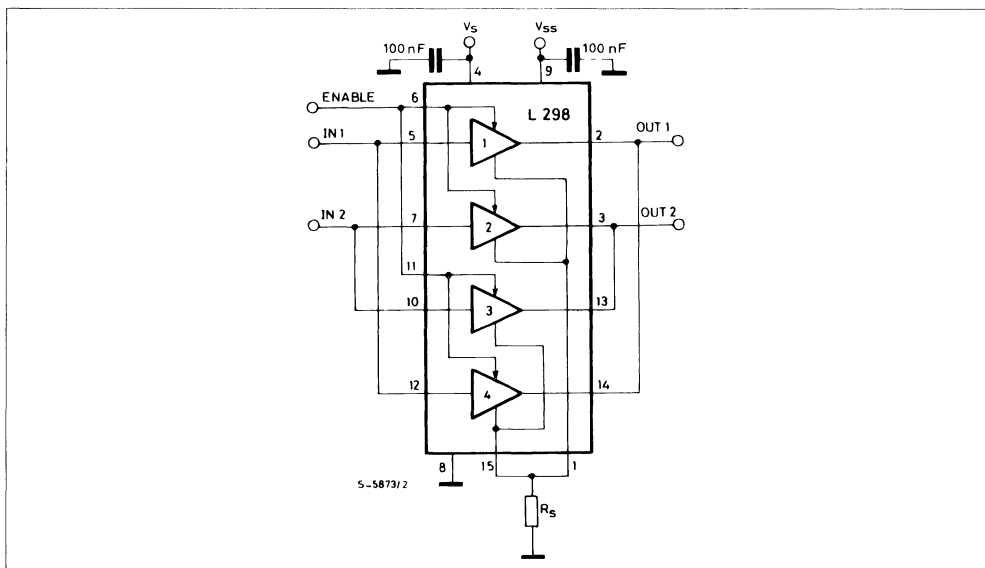 Vs Vss
100 nF 100 nF
4 9
ENABLE 6 L 298
IN 1 5 1 2 OUT 1
IN 2 7 2 3 OUT 2
11
10 3 13
12 4 14
8 15 1
S-5873/2
Rs